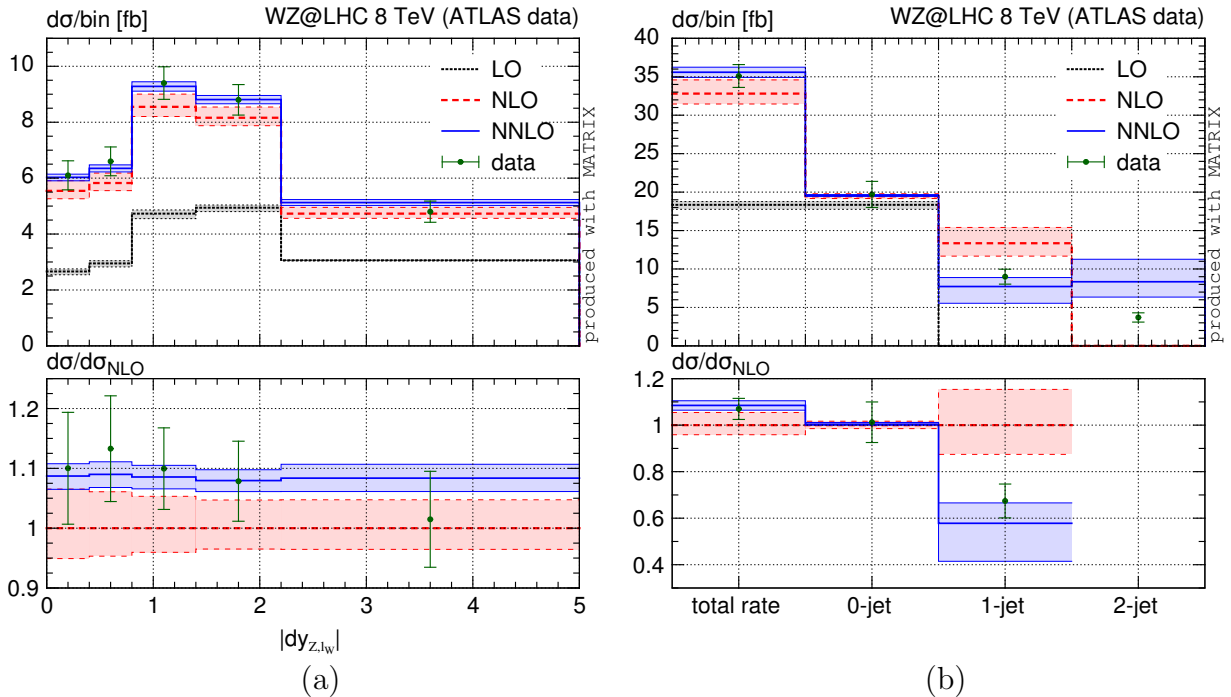 dσ/bin [fb] WZ@LHC 8 TeV (ATLAS data)
10
8
6
4
2
0
LO
NLO
NNLO
data
produced with MATRIX
dσ/dσNLO
1.2
1.1
1
0.9
0 1 2 3 4 5
|dy_{Z,l_W}|
(a)
dσ/bin [fb] WZ@LHC 8 TeV (ATLAS data)
40
35
30
25
20
15
10
5
0
LO
NLO
NNLO
data
produced with MATRIX
dσ/dσNLO
1.2
1
0.8
0.6
0.4
total rate 0-jet 1-jet 2-jet
(b)